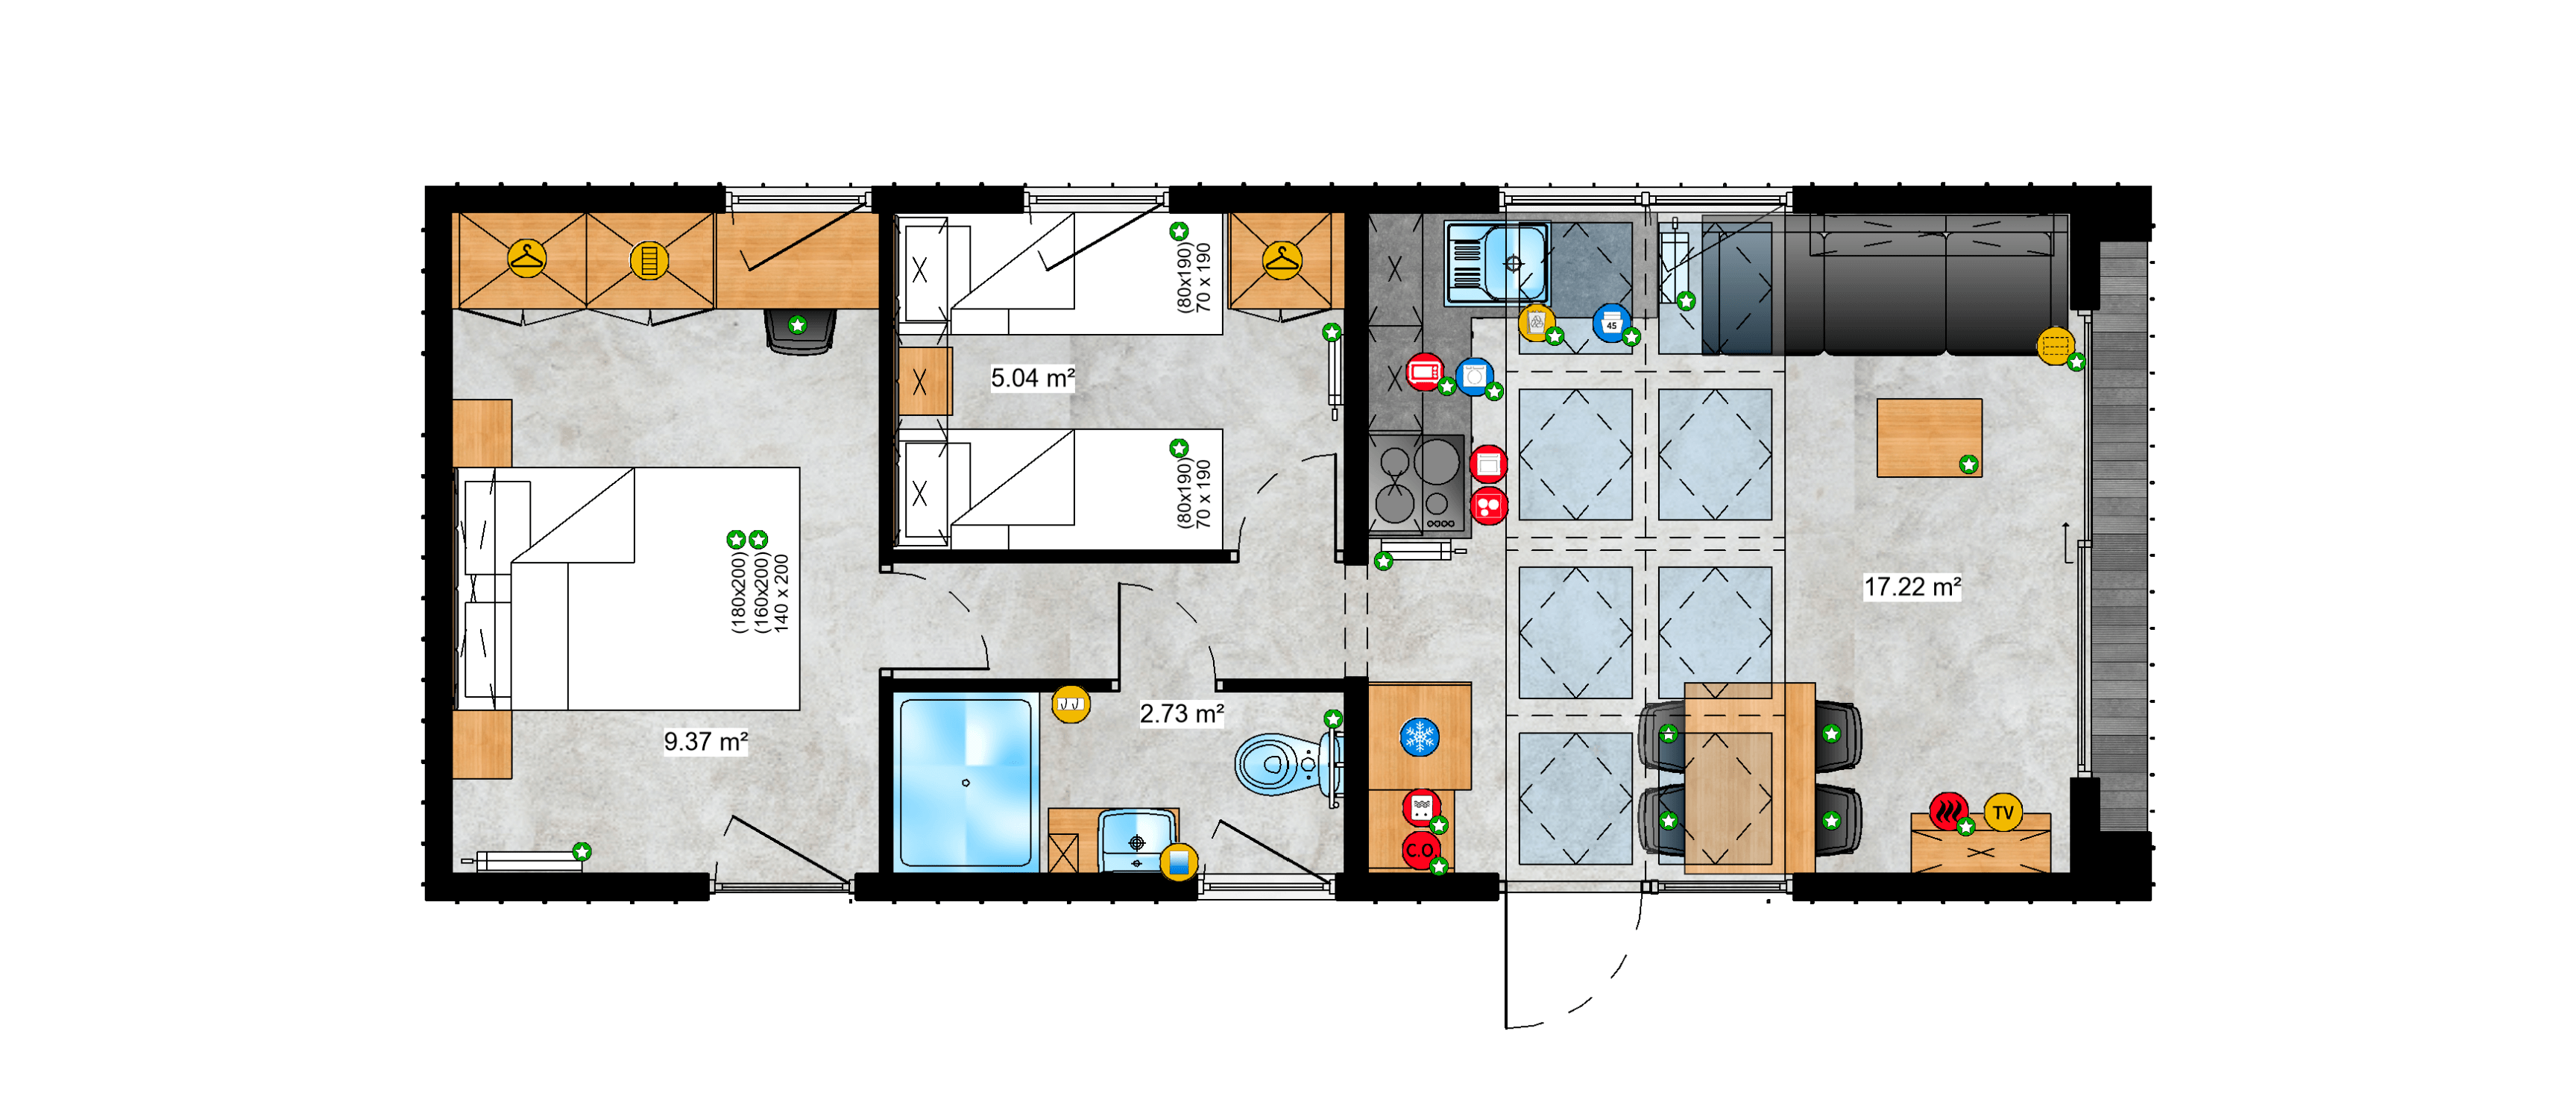 (80x190)
70 x 190
5.04 m²
45
(80x190)
70 x 190
(180x200)
(160x200)
140 x 200
17.22 m²
2.73 m²
9.37 m²
TV
C.O